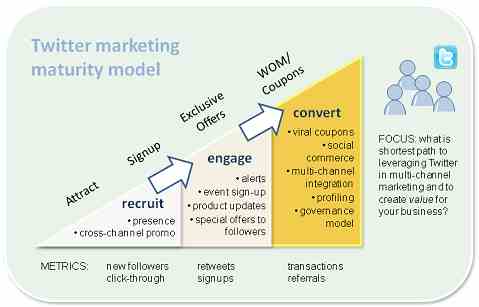 Twitter marketing
maturity model
Attract
Signup
Exclusive
Offers
WOM/
Coupons
recruit
• presence
• cross-channel promo
engage
• alerts
• event sign-up
• product updates
• special offers to
followers
convert
• viral coupons
• social
commerce
• multi-channel
integration
• profiling
• governance
model
FOCUS: what is
shortest path to
leveraging Twitter
in multi-channel
marketing and to
create value for
your business?
METRICS:
new followers
click-through
retweets
signups
transactions
referrals